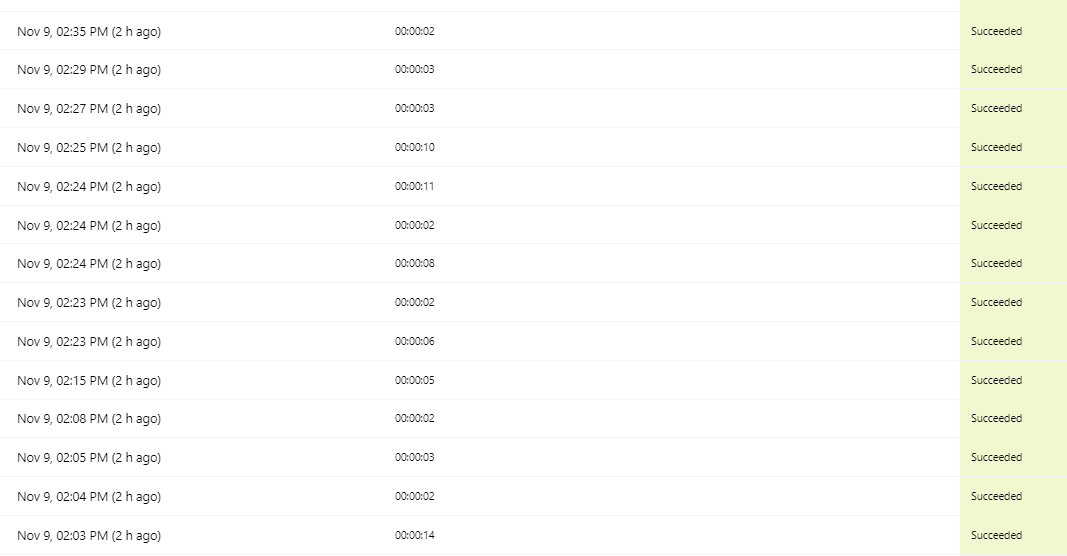 Nov 9, 02:35 PM (2 h ago) 00:00:02 Succeeded
Nov 9, 02:29 PM (2 h ago) 00:00:03 Succeeded
Nov 9, 02:27 PM (2 h ago) 00:00:03 Succeeded
Nov 9, 02:25 PM (2 h ago) 00:00:10 Succeeded
Nov 9, 02:24 PM (2 h ago) 00:00:11 Succeeded
Nov 9, 02:24 PM (2 h ago) 00:00:02 Succeeded
Nov 9, 02:24 PM (2 h ago) 00:00:08 Succeeded
Nov 9, 02:23 PM (2 h ago) 00:00:02 Succeeded
Nov 9, 02:23 PM (2 h ago) 00:00:06 Succeeded
Nov 9, 02:15 PM (2 h ago) 00:00:05 Succeeded
Nov 9, 02:08 PM (2 h ago) 00:00:02 Succeeded
Nov 9, 02:05 PM (2 h ago) 00:00:03 Succeeded
Nov 9, 02:04 PM (2 h ago) 00:00:02 Succeeded
Nov 9, 02:03 PM (2 h ago) 00:00:14 Succeeded